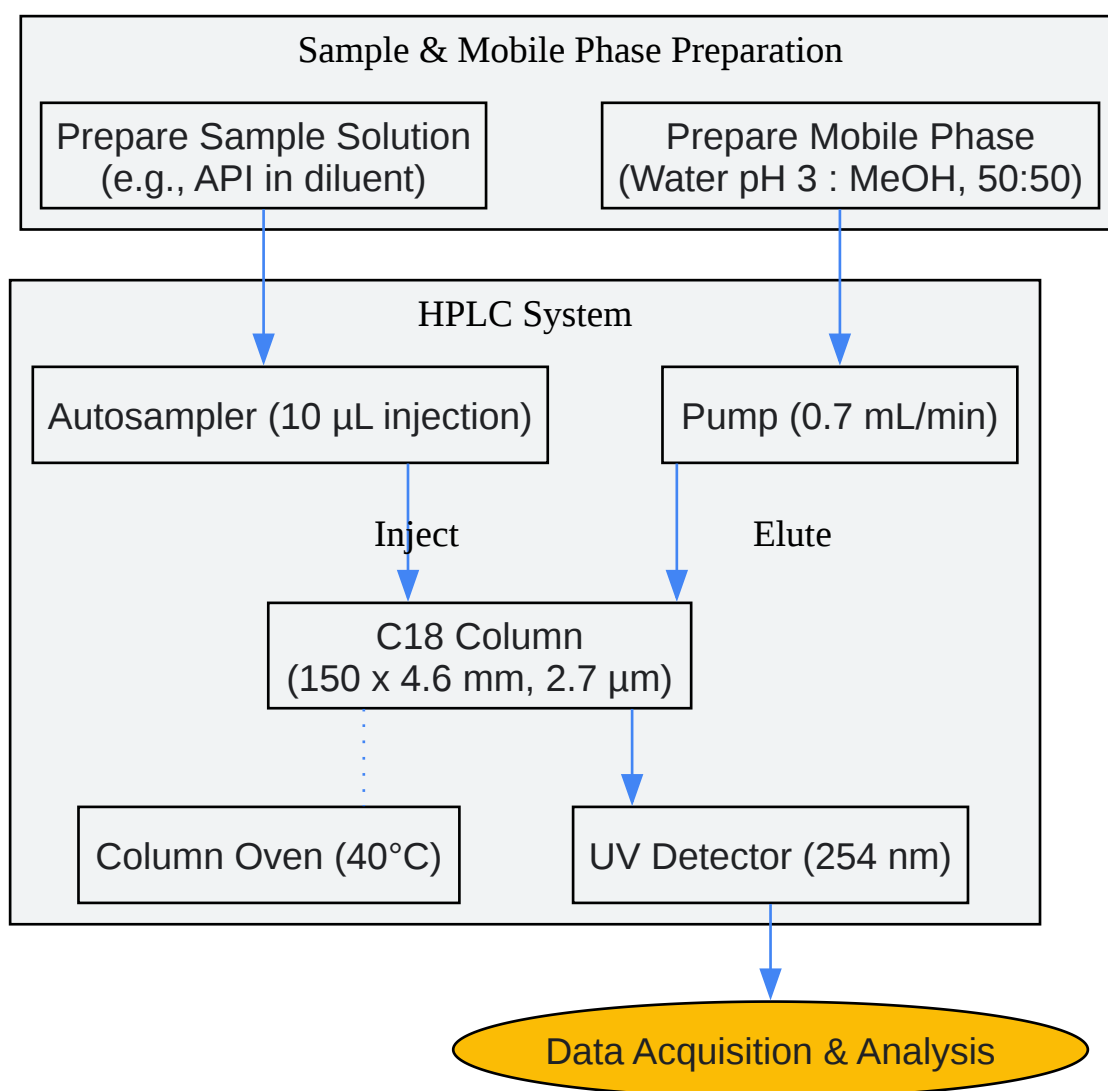 Sample & Mobile Phase Preparation
Prepare Sample Solution
(e.g., API in diluent)
Prepare Mobile Phase
(Water pH 3 : MeOH, 50:50)
HPLC System
Autosampler (10 µL injection)
Pump (0.7 mL/min)
Inject
Elute
C18 Column
(150 x 4.6 mm, 2.7 µm)
Column Oven (40°C)
UV Detector (254 nm)
Data Acquisition & Analysis